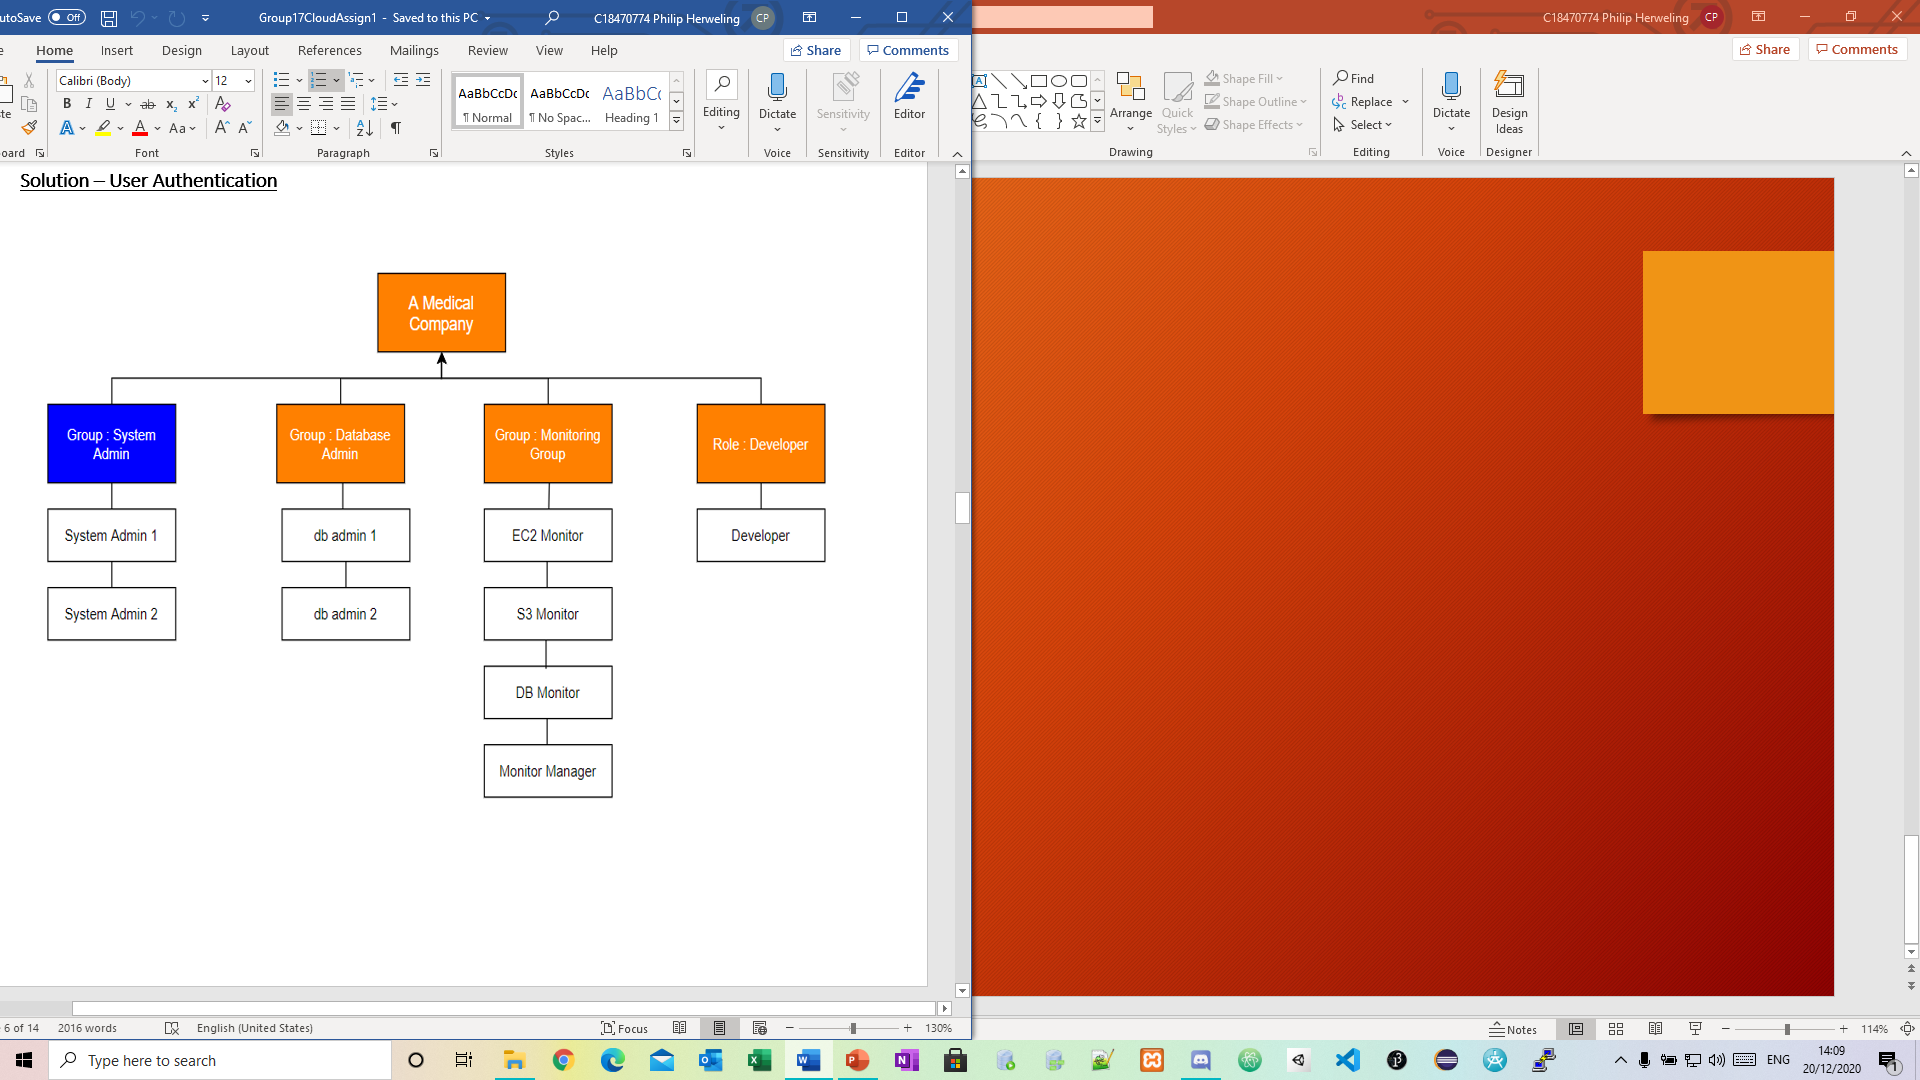 utoSave Off Group17CloudAssign1 - Saved to this PC C18470774 Philip Herweling CP
C18470774 Philip Herweling CP
Home Insert Design Layout References Mailings Review View Help Share Comments
Share Comments
Calibri (Body) 12
AaBbCcDc AaBbCcDc AaBbCc
¶ Normal ¶ No Spac... Heading 1
Editing Dictate Sensitivity Editor
oard Font Paragraph Styles Voice Sensitivity Editor
Arrange Quick Styles Shape Fill Shape Outline Shape Effects
Find
Replace
Select
Dictate Design Ideas
Drawing Editing Voice Designer
Solution – User Authentication
A Medical
Company
Group : System
Admin
Group : Database
Admin
Group : Monitoring
Group
Role : Developer
System Admin 1
db admin 1
EC2 Monitor
Developer
System Admin 2
db admin 2
S3 Monitor
DB Monitor
Monitor Manager
6 of 14 2016 words English (United States) Focus 130%
Notes 114%
Type here to search
ENG 14:09
20/12/2020
1